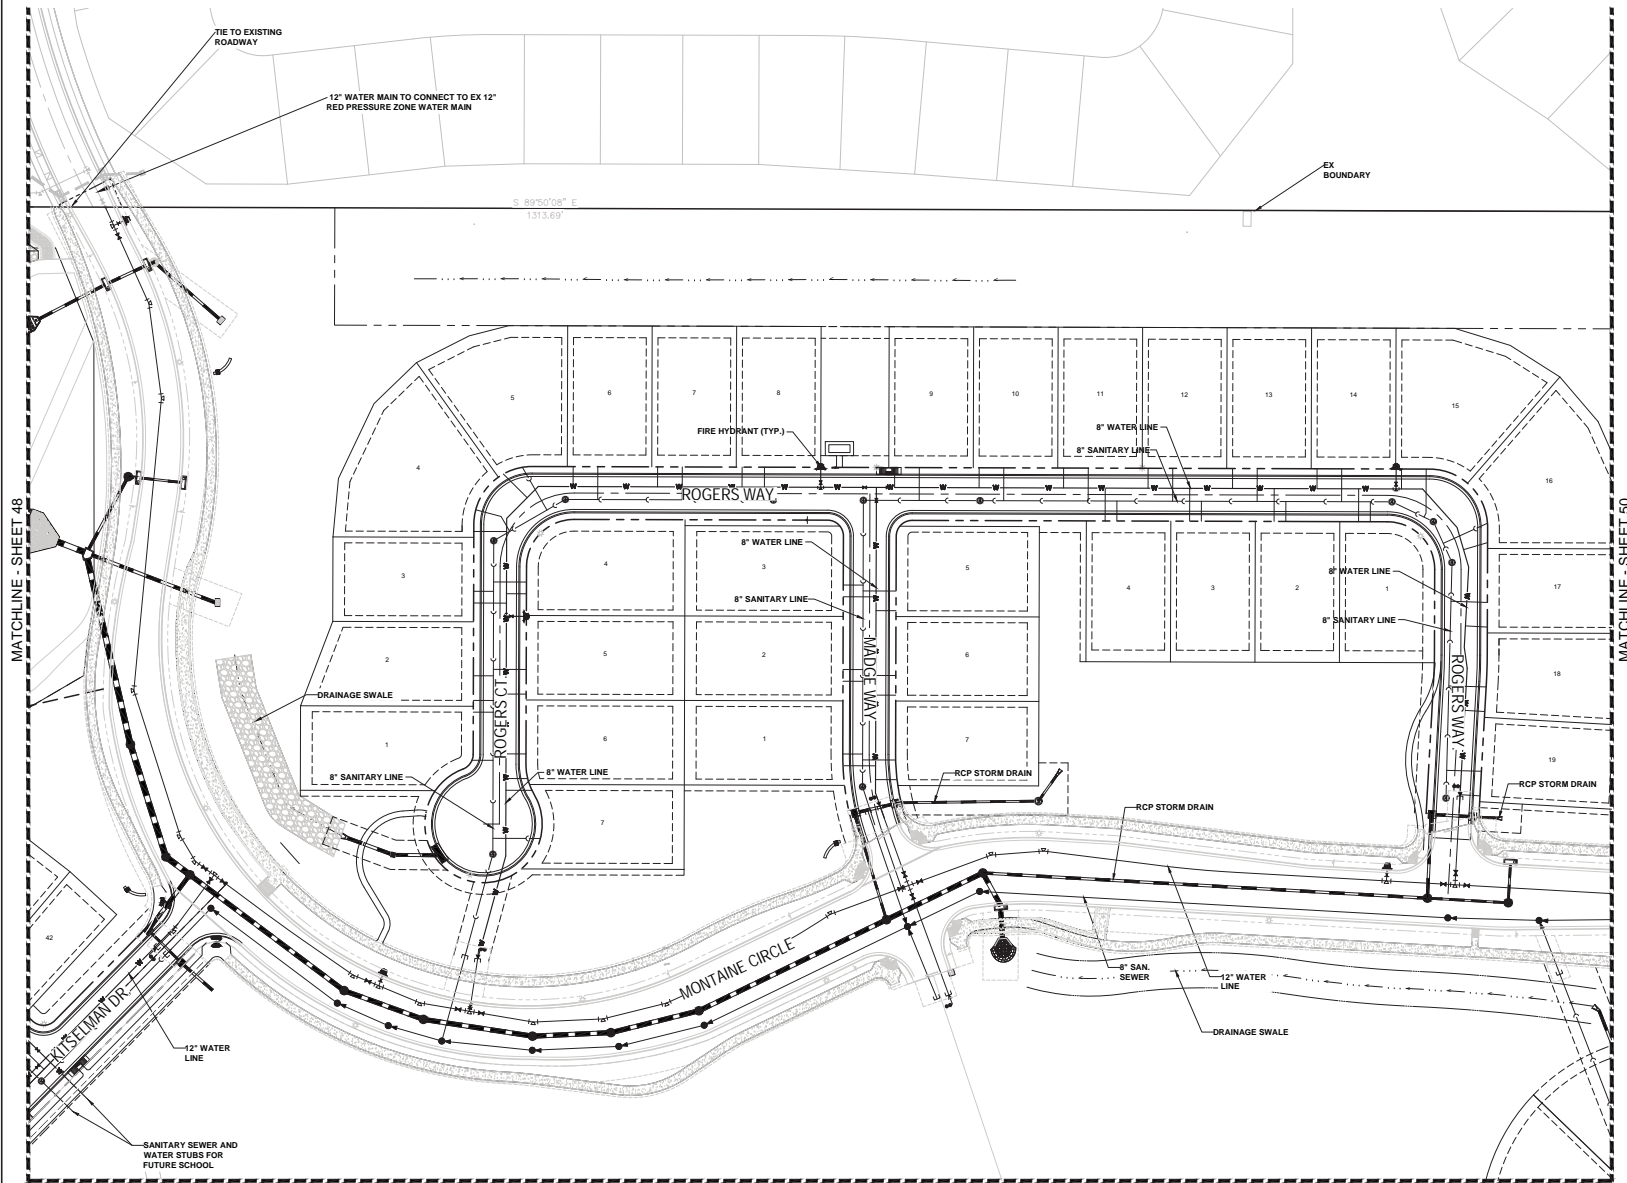 TIE TO EXISTING
ROADWAY
12" WATER MAIN TO CONNECT TO EX 12"
RED PRESSURE ZONE WATER MAIN
EX
BOUNDARY
S 89°50'08" E
1313.69'
5
6
7
8
9
10
11
12
13
14
15
4
16
FIRE HYDRANT (TYP.)
8" WATER LINE
8" SANITARY LINE
ROGERS WAY
MATCHLINE - SHEET 48
MATCHLINE - SHEET 50
8" WATER LINE
8" SANITARY LINE
3
4
3
5
4
3
2
1
17
8" WATER LINE
8" SANITARY LINE
2
5
2
6
18
MADGE WAY
ROGERS WAY
ROGERS CT.
DRAINAGE SWALE
1
6
1
7
19
8" SANITARY LINE
8" WATER LINE
RCP STORM DRAIN
RCP STORM DRAIN
RCP STORM DRAIN
7
42
MONTAINE CIRCLE
8" SAN.
SEWER
12" WATER
LINE
DRAINAGE SWALE
KITSELMAN DR.
12" WATER
LINE
SANITARY SEWER AND
WATER STUBS FOR
FUTURE SCHOOL